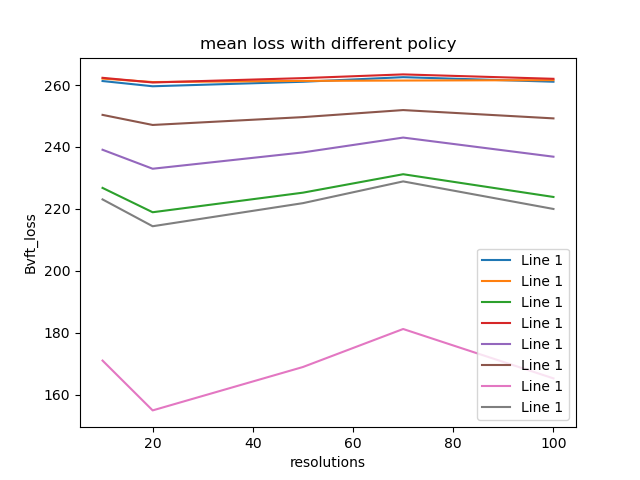 mean loss with different policy
Bvft_loss
260
240
220
200
180
160
20
40
60
80
100
resolutions
Line 1
Line 1
Line 1
Line 1
Line 1
Line 1
Line 1
Line 1